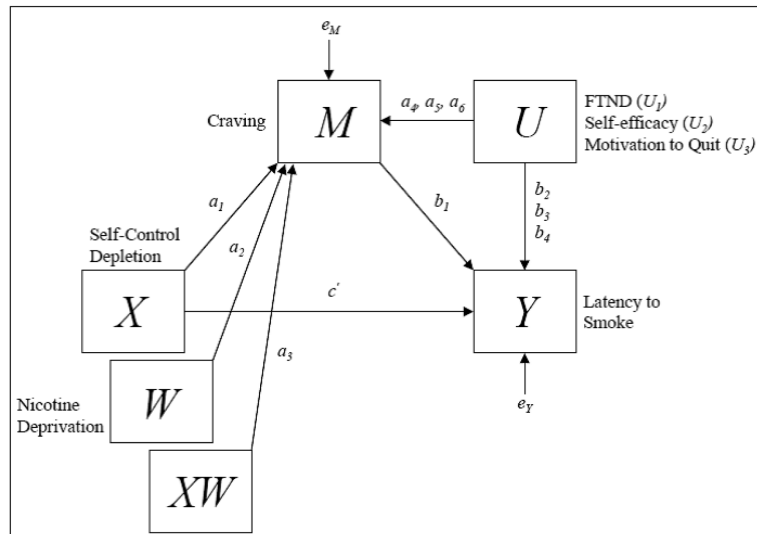 e_M
a_4, a_5, a_6
Craving
M
U
FTND (U_1)
Self-efficacy (U_2)
Motivation to Quit (U_3)
a_1
b_1
b_2
b_3
b_4
Self-Control
Depletion
a_2
X
c'
Y
Latency to
Smoke
a_3
Nicotine
Deprivation
W
e_Y
XW